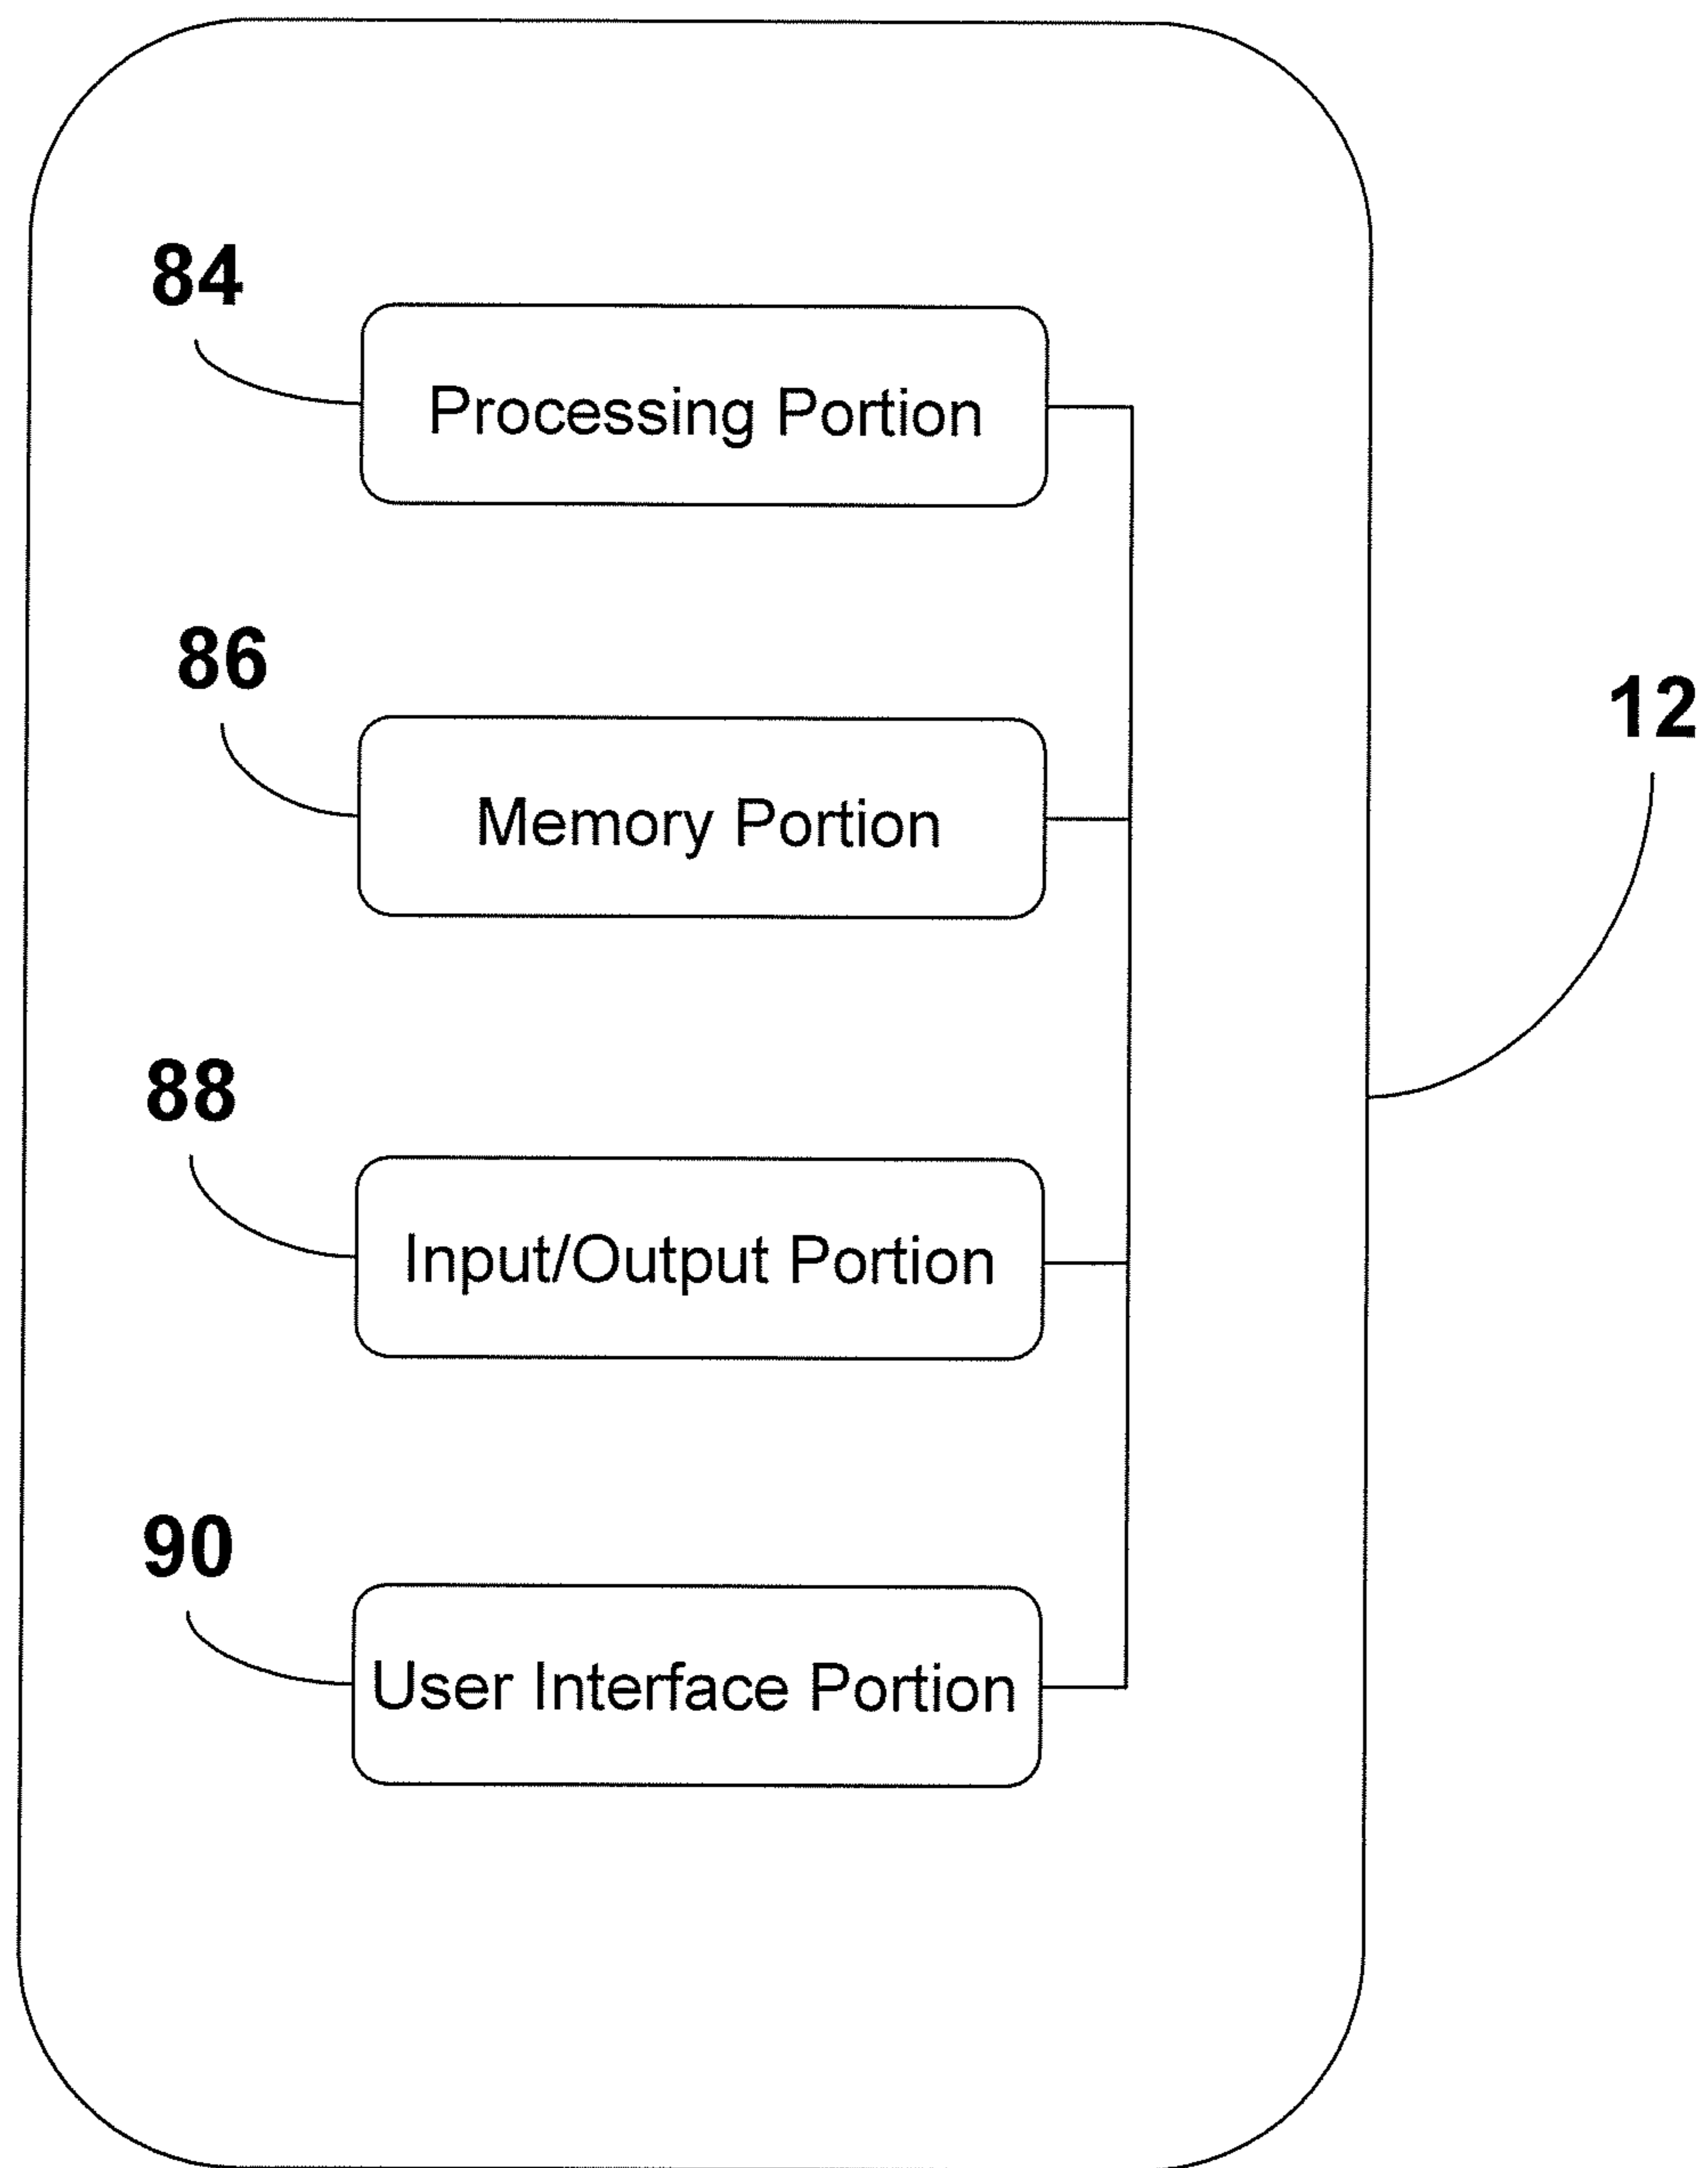 84
Processing Portion
86
12
Memory Portion
88
Input/Output Portion
90
User Interface Portion